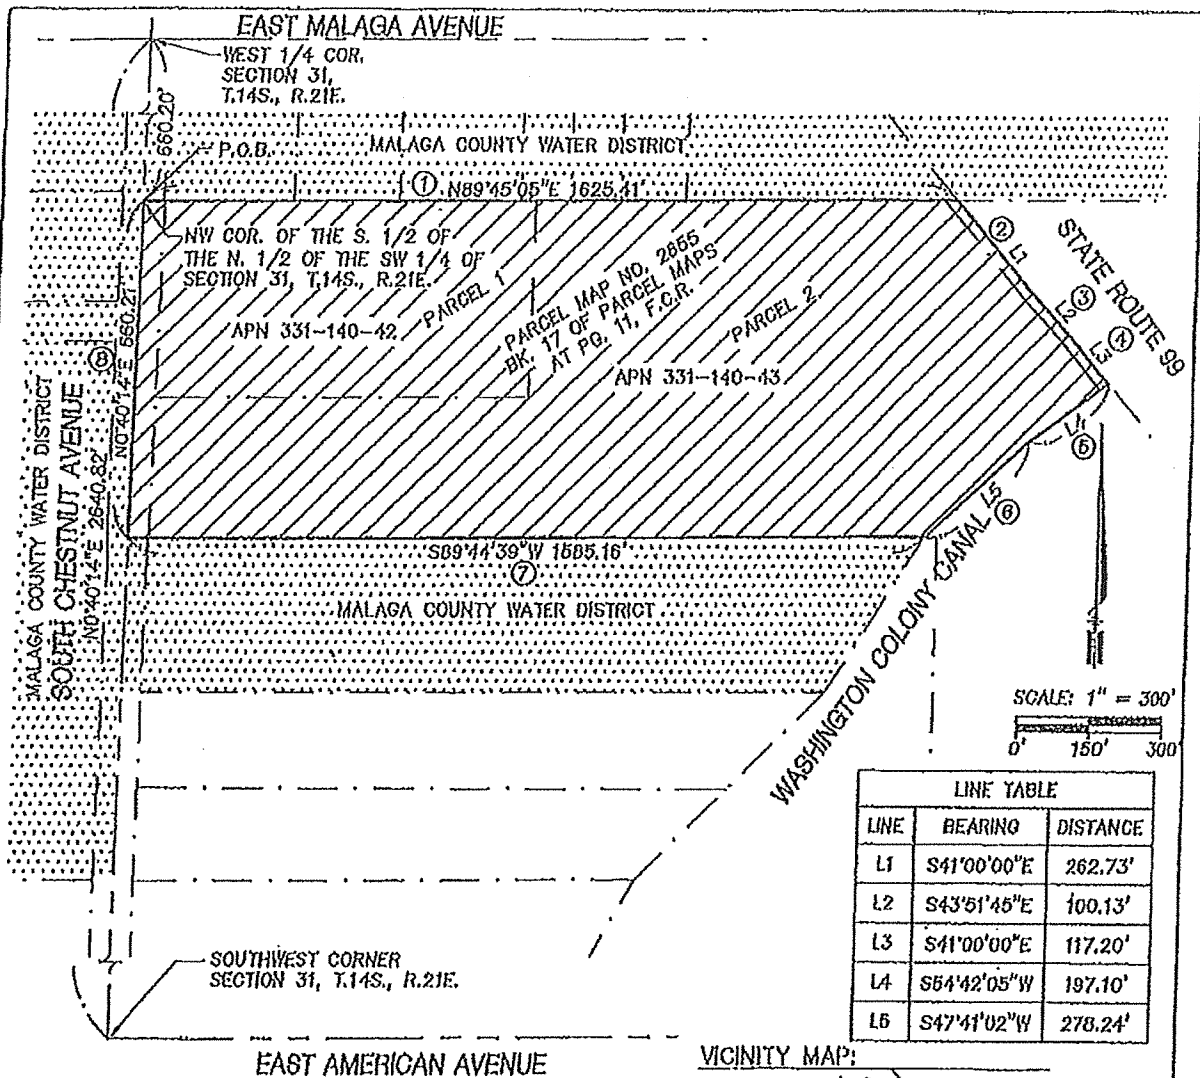 EAST MALAGA AVENUE
WEST 1/4 COR.
SECTION 31,
T.14S., R.21E.
660.20'
MALAGA COUNTY WATER DISTRICT
P.O.B.
1 N89°45'05"E 1625.41'
NW COR. OF THE S. 1/2 OF
THE N. 1/2 OF THE SW 1/4 OF
SECTION 31, T.14S., R.21E.
PARCEL 1
APN 331-140-42
PARCEL MAP NO. 2855
BK. 17 OF PARCEL MAPS
AT PG. 11, F.C.R.
PARCEL 2
APN 331-140-43
2
L1
STATE ROUTE 99
3
L2
4
L3
L4
5
L5
6
N0°40'14"E 660.21'
8
MALAGA COUNTY WATER DISTRICT
SOUTH CHESTNUT AVENUE
N0°40'14"E 2640.82'
S89°44'39"W 1585.16'
7
MALAGA COUNTY WATER DISTRICT
WASHINGTON COLONY CANAL
SCALE: 1" = 300'
0' 150' 300'
LINE TABLE
LINE BEARING DISTANCE
L1 S41°00'00"E 262.73'
L2 S43°51'45"E 100.13'
L3 S41°00'00"E 117.20'
L4 S54°42'05"W 197.10'
L5 S47°41'02"W 278.24'
SOUTHWEST CORNER
SECTION 31, T.14S., R.21E.
EAST AMERICAN AVENUE
VICINITY MAP: